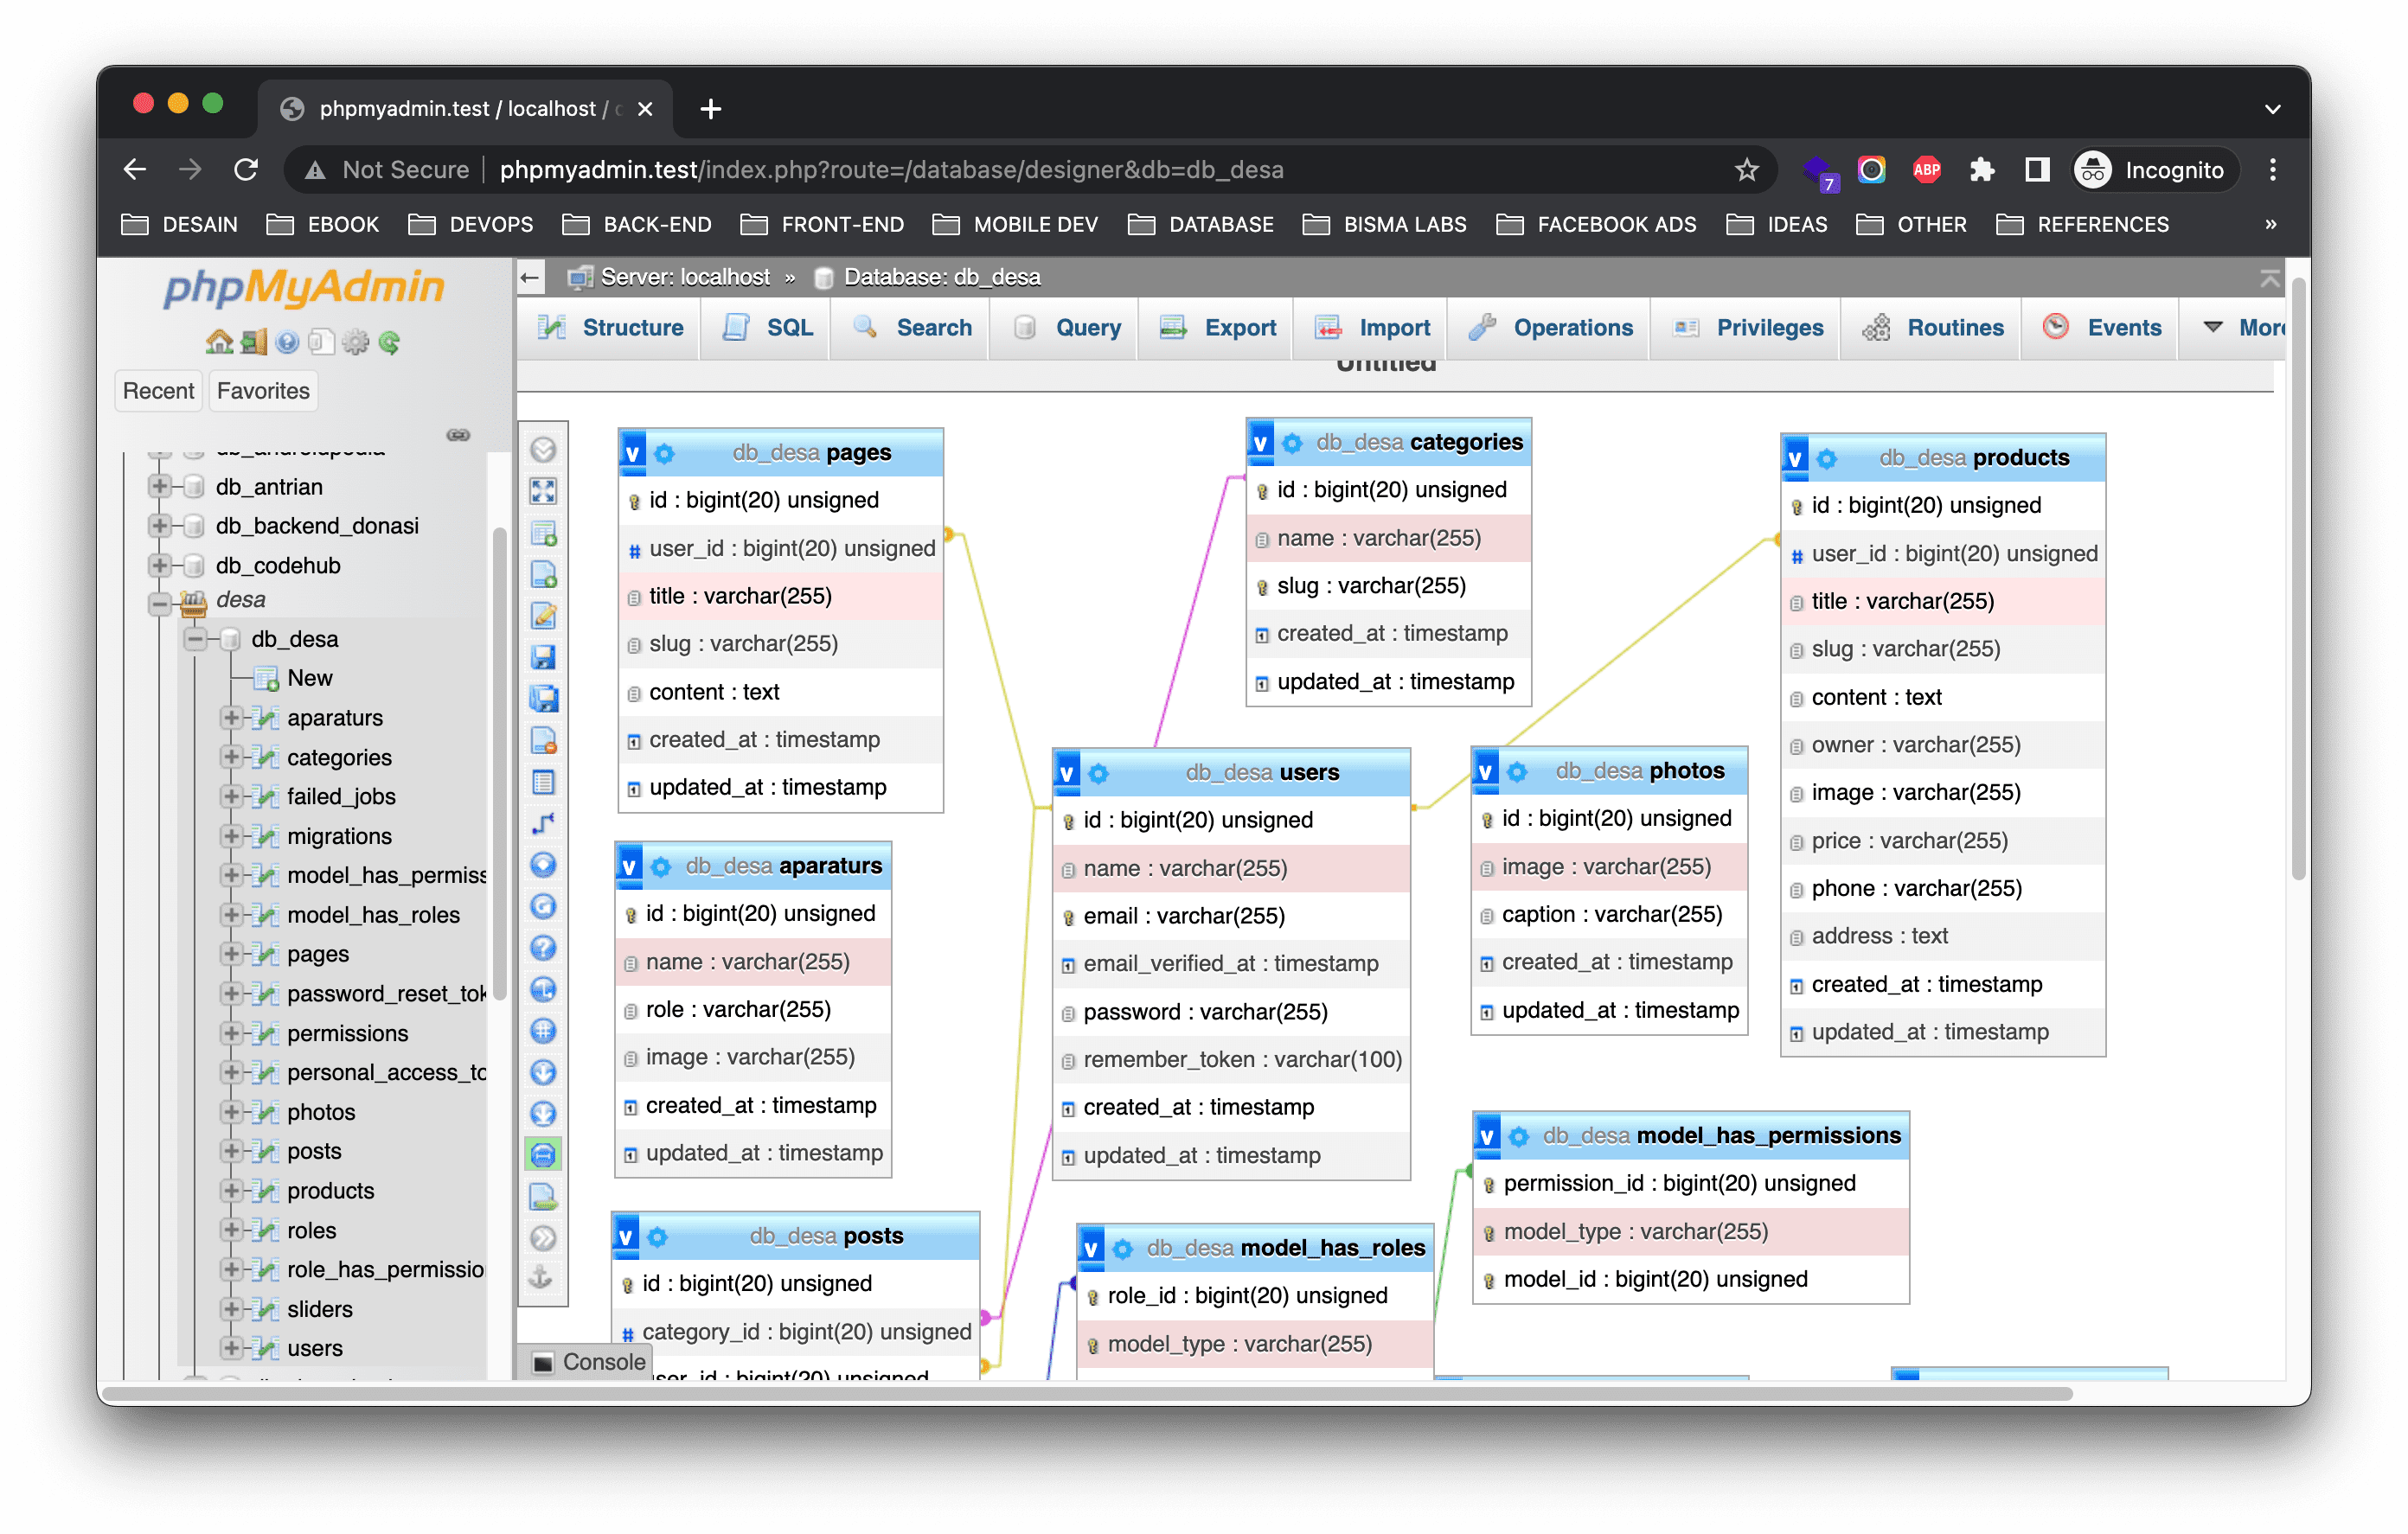 phpmyadmin.test / localhost /
Not Secure
phpmyadmin.test/index.php?route=/database/designer&db=db_desa
7
ABP
Incognito
DESAIN
EBOOK
DEVOPS
BACK-END
FRONT-END
MOBILE DEV
DATABASE
BISMA LABS
FACEBOOK ADS
IDEAS
OTHER
REFERENCES
»
phpMyAdmin
Recent
Favorites
db_antrian
db_backend_donasi
db_codehub
desa
db_desa
New
aparaturs
categories
failed_jobs
migrations
model_has_permiss
model_has_roles
pages
password_reset_tok
permissions
personal_access_to
photos
posts
products
roles
role_has_permissio
sliders
users
Server: localhost » Database: db_desa
Structure
SQL
Search
Query
Export
Import
Operations
Privileges
Routines
Events
More
Untitled
v db_desa pages
id : bigint(20) unsigned
# user_id : bigint(20) unsigned
title : varchar(255)
slug : varchar(255)
content : text
created_at : timestamp
updated_at : timestamp
v db_desa categories
id : bigint(20) unsigned
name : varchar(255)
slug : varchar(255)
created_at : timestamp
updated_at : timestamp
v db_desa products
id : bigint(20) unsigned
# user_id : bigint(20) unsigned
title : varchar(255)
slug : varchar(255)
content : text
owner : varchar(255)
image : varchar(255)
price : varchar(255)
phone : varchar(255)
address : text
created_at : timestamp
updated_at : timestamp
v db_desa users
id : bigint(20) unsigned
name : varchar(255)
email : varchar(255)
email_verified_at : timestamp
password : varchar(255)
remember_token : varchar(100)
created_at : timestamp
updated_at : timestamp
v db_desa photos
id : bigint(20) unsigned
image : varchar(255)
caption : varchar(255)
created_at : timestamp
updated_at : timestamp
v db_desa aparaturs
id : bigint(20) unsigned
name : varchar(255)
role : varchar(255)
image : varchar(255)
created_at : timestamp
updated_at : timestamp
v db_desa model_has_permissions
permission_id : bigint(20) unsigned
model_type : varchar(255)
model_id : bigint(20) unsigned
v db_desa posts
id : bigint(20) unsigned
# category_id : bigint(20) unsigned
user_id : bigint(20) unsigned
v db_desa model_has_roles
role_id : bigint(20) unsigned
model_type : varchar(255)
Console